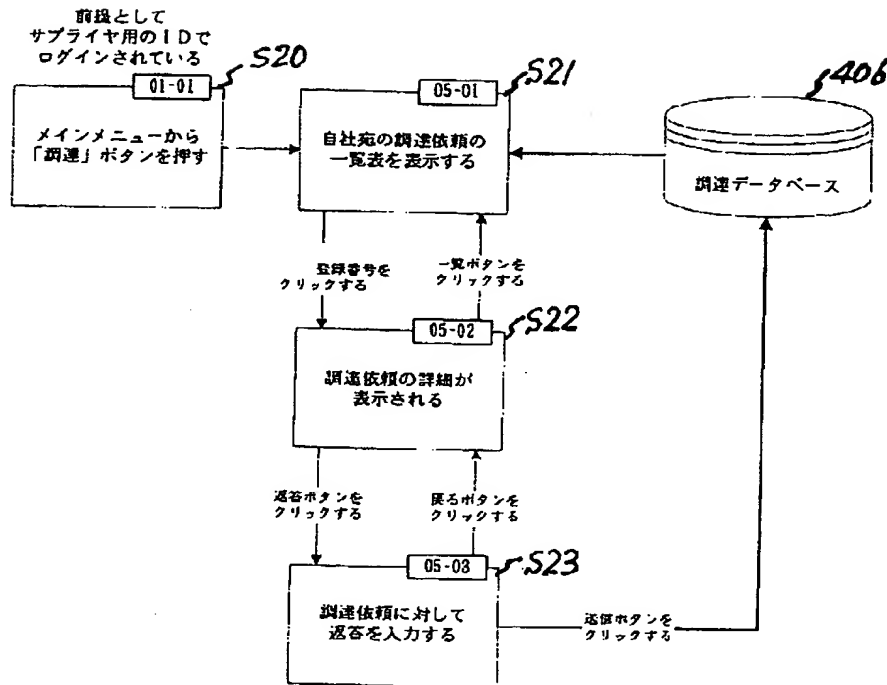 前提として
サプライヤ用のIDで
ログインされている
01-01
S20
メインメニューから
「調達」ボタンを押す
05-01
S21
自社宛の調達依頼の
一覧表を表示する
406
調達データベース
登録番号を
クリックする
一覧ボタンを
クリックする
05-02
S22
調達依頼の詳細が
表示される
返答ボタンを
クリックする
戻るボタンを
クリックする
05-03
S23
調達依頼に対して
返答を入力する
送信ボタンを
クリックする